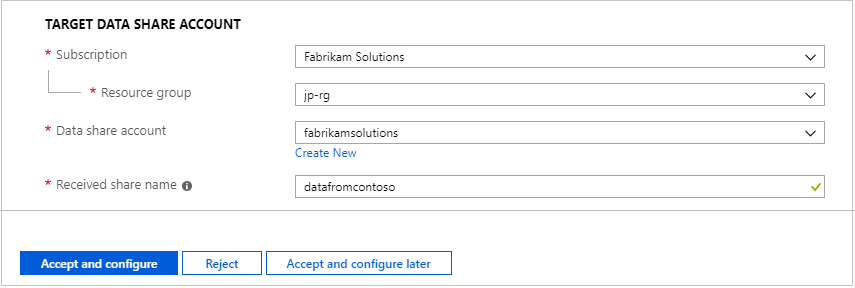 TARGET DATA SHARE ACCOUNT
* Subscription
Fabrikam Solutions
* Resource group
jp-rg
* Data share account
fabrikamsolutions
Create New
* Received share name
datafromcontoso
Accept and configure
Reject
Accept and configure later